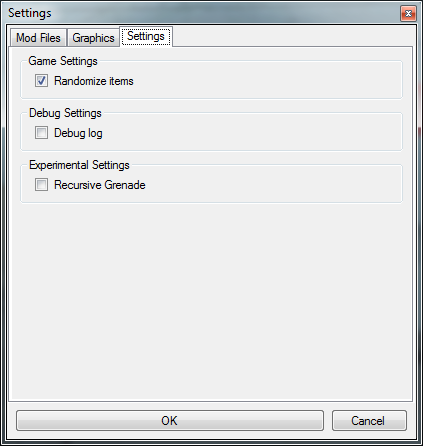 Settings
Mod Files Graphics Settings
Game Settings
Randomize items
Debug Settings
Debug log
Experimental Settings
Recursive Grenade
OK Cancel